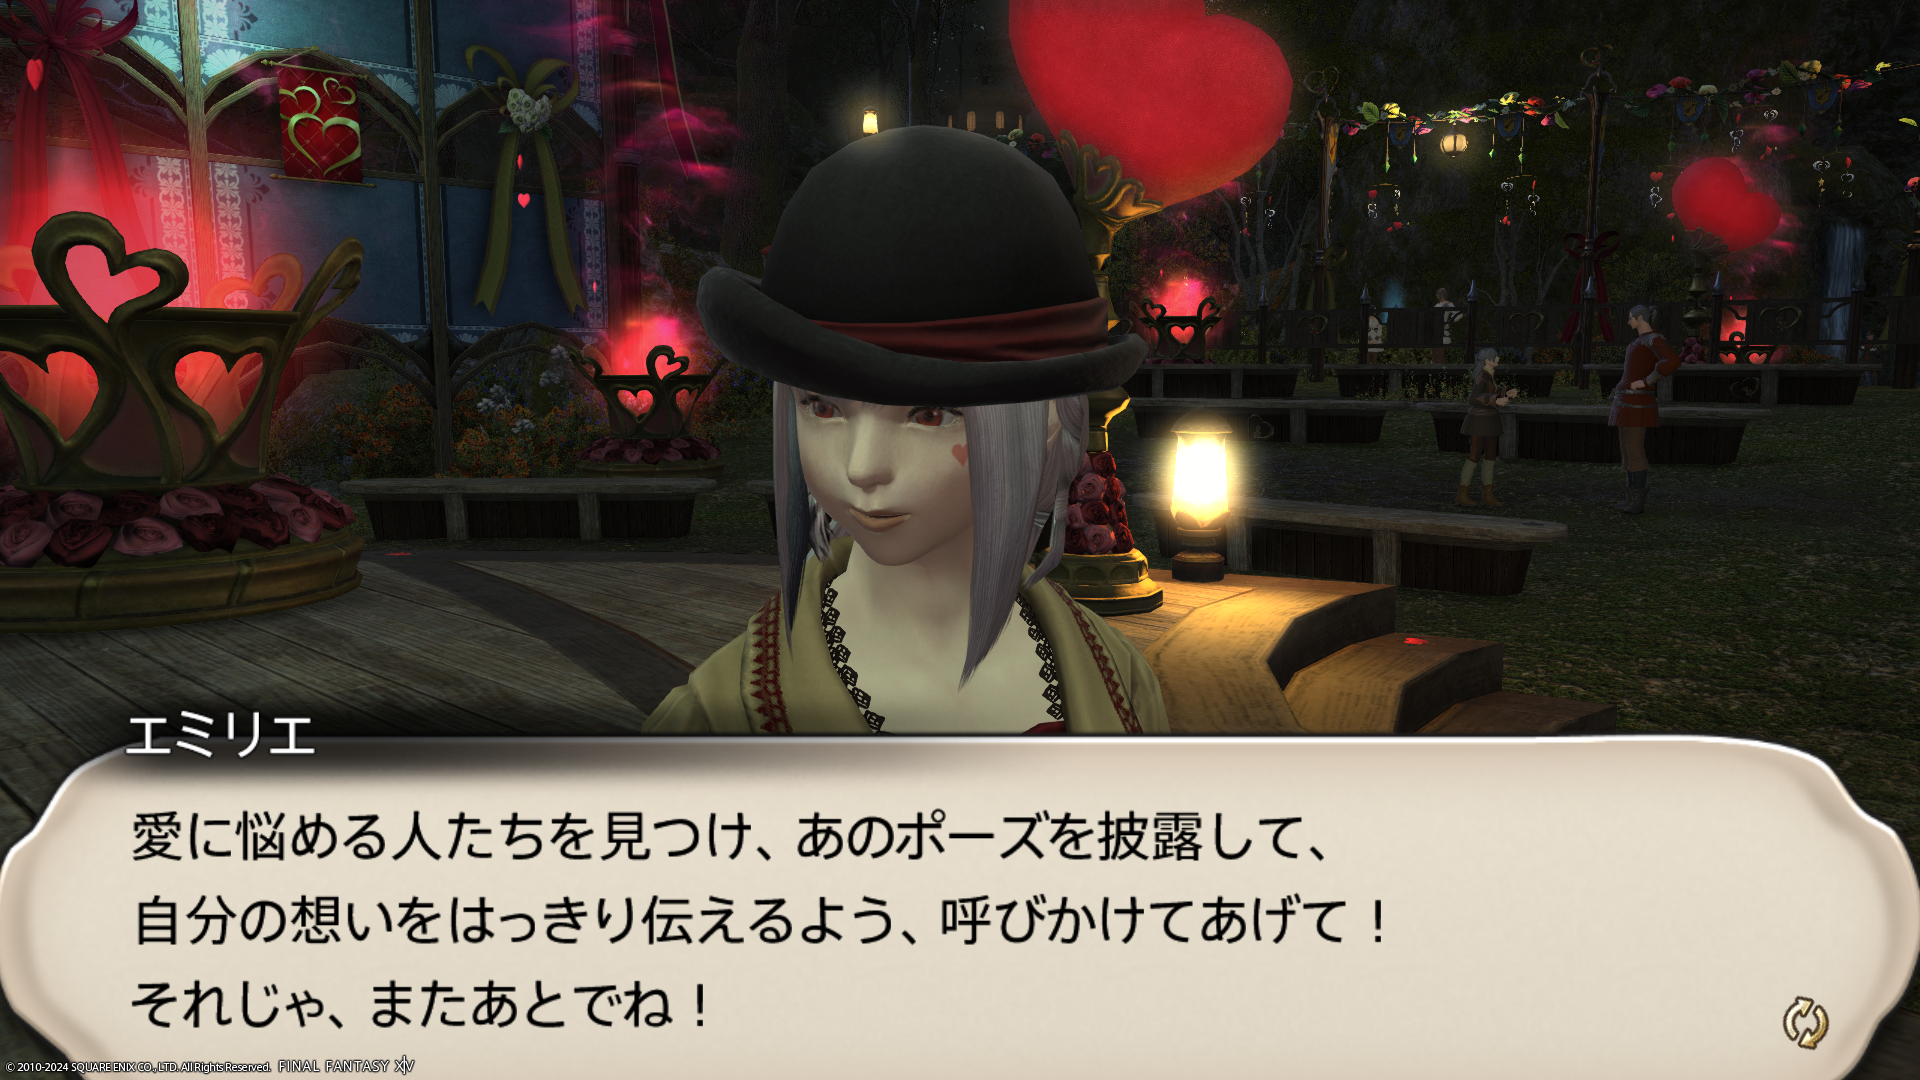 エミリエ
愛に悩める人たちを見つけ、あのポーズを披露して、
自分の想いをはっきり伝えるよう、呼びかけてあげて！
それじゃ、またあとでね！
© 2010-2024 SQUARE ENIX CO., LTD. All Rights Reserved. FINAL FANTASY XIV